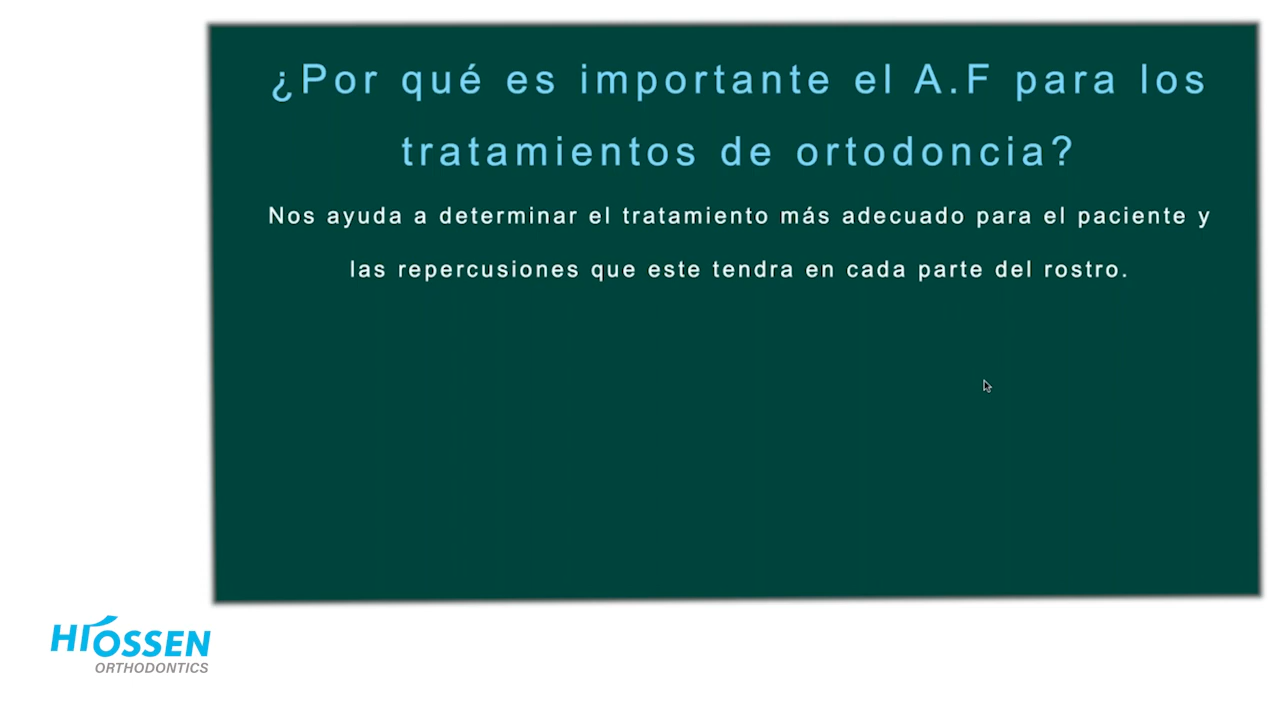 ¿Por qué es importante el A.F para los
tratamientos de ortodoncia?
Nos ayuda a determinar el tratamiento más adecuado para el paciente y
las repercusiones que este tendra en cada parte del rostro.
HIOSSEN
ORTHODONTICS